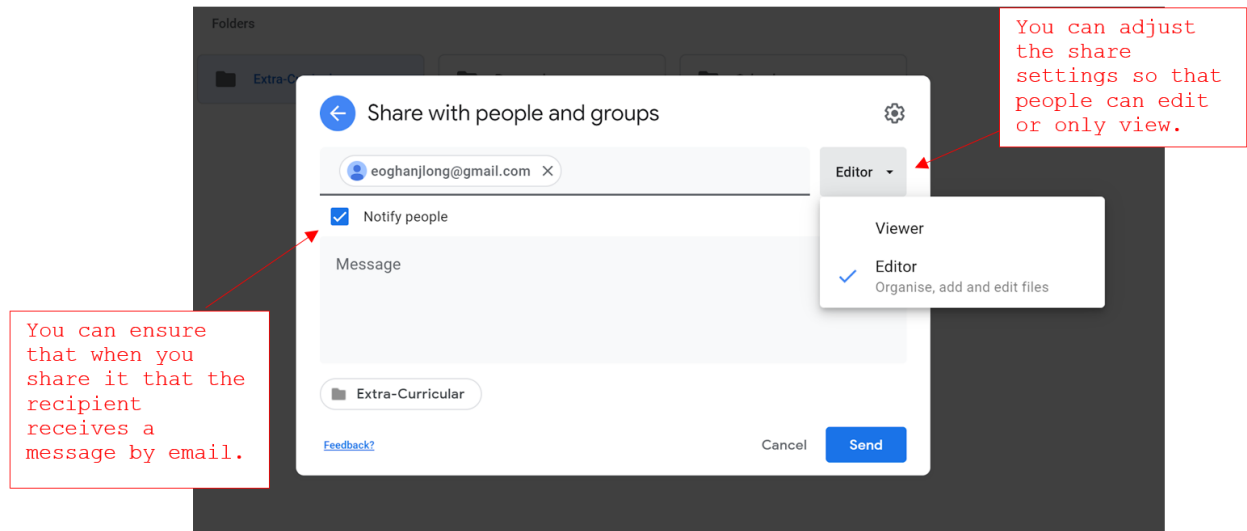 Folders
You can adjust
the share
settings so that
people can edit
or only view.
Share with people and groups
eoghanjlong@gmail.com
Editor
Notify people
Viewer
Message
Editor
Organise, add and edit files
You can ensure
that when you
share it that the
recipient
receives a
message by email.
Extra-Curricular
Feedback?
Cancel
Send